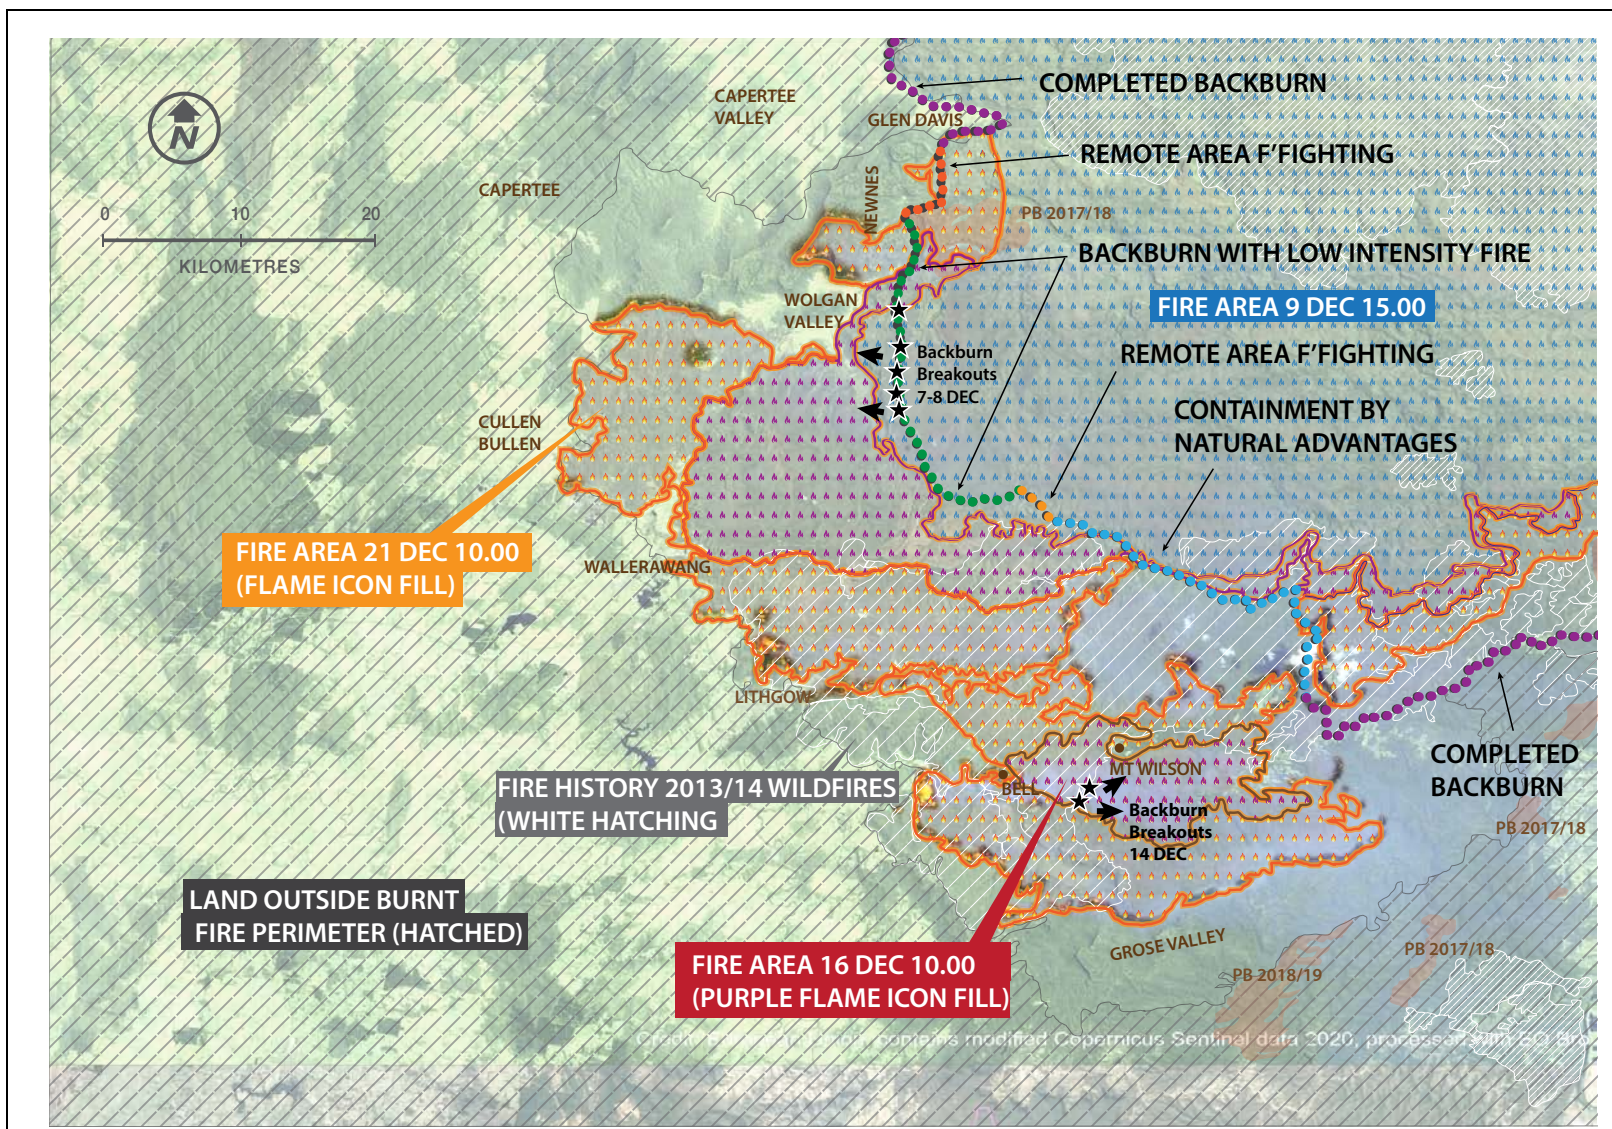 COMPLETED BACKBURN
CAPERTEE
VALLEY
GLEN DAVIS
N
REMOTE AREA F'FIGHTING
CAPERTEE
NEWNES
0 10 20
KILOMETRES
PB 2017/18
BACKBURN WITH LOW INTENSITY FIRE
WOLGAN
VALLEY
FIRE AREA 9 DEC 15.00
Backburn
Breakouts
7-8 DEC
REMOTE AREA F'FIGHTING
CONTAINMENT BY
NATURAL ADVANTAGES
CULLEN
BULLEN
FIRE AREA 21 DEC 10.00
(FLAME ICON FILL)
WALLERAWANG
LITHGOW
FIRE HISTORY 2013/14 WILDFIRES
(WHITE HATCHING
BELL
MT WILSON
Backburn
Breakouts
14 DEC
COMPLETED
BACKBURN
PB 2017/18
LAND OUTSIDE BURNT
FIRE PERIMETER (HATCHED)
FIRE AREA 16 DEC 10.00
(PURPLE FLAME ICON FILL)
GROSE VALLEY
PB 2017/18
PB 2018/19
contains modified Copernicus Sentinel data 2020, processed with EO Bro